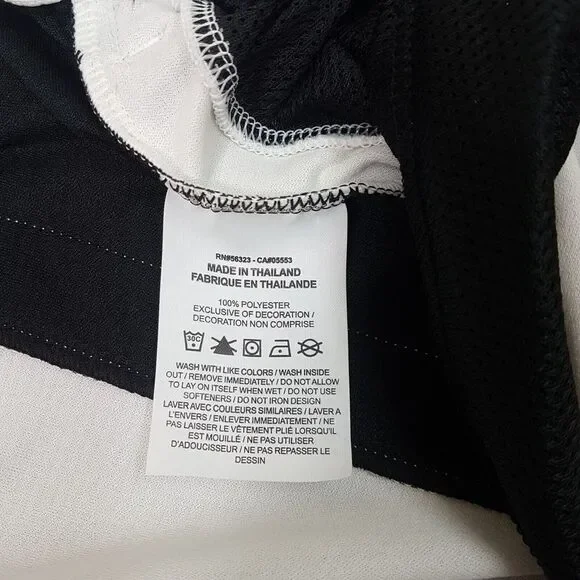 RN#56323 - CA#05553
MADE IN THAILAND
FABRIQUE EN THAILANDE
100% POLYESTER
EXCLUSIVE OF DECORATION /
DECORATION NON COMPRISE
30C
WASH WITH LIKE COLORS / WASH INSIDE
OUT / REMOVE IMMEDIATELY / DO NOT ALLOW
TO LAY ON ITSELF WHEN WET / DO NOT USE
SOFTENERS / DO NOT IRON DESIGN
LAVER AVEC COULEURS SIMILAIRES / LAVER A
L'ENVERS / ENLEVER IMMEDIATEMENT / NE
PAS LAISSER LE VÊTEMENT PLIÉ LORSQU'IL
EST MOUILLÉ / NE PAS UTILISER
D'ADOUCISSEUR / NE PAS REPASSER LE
DESSIN